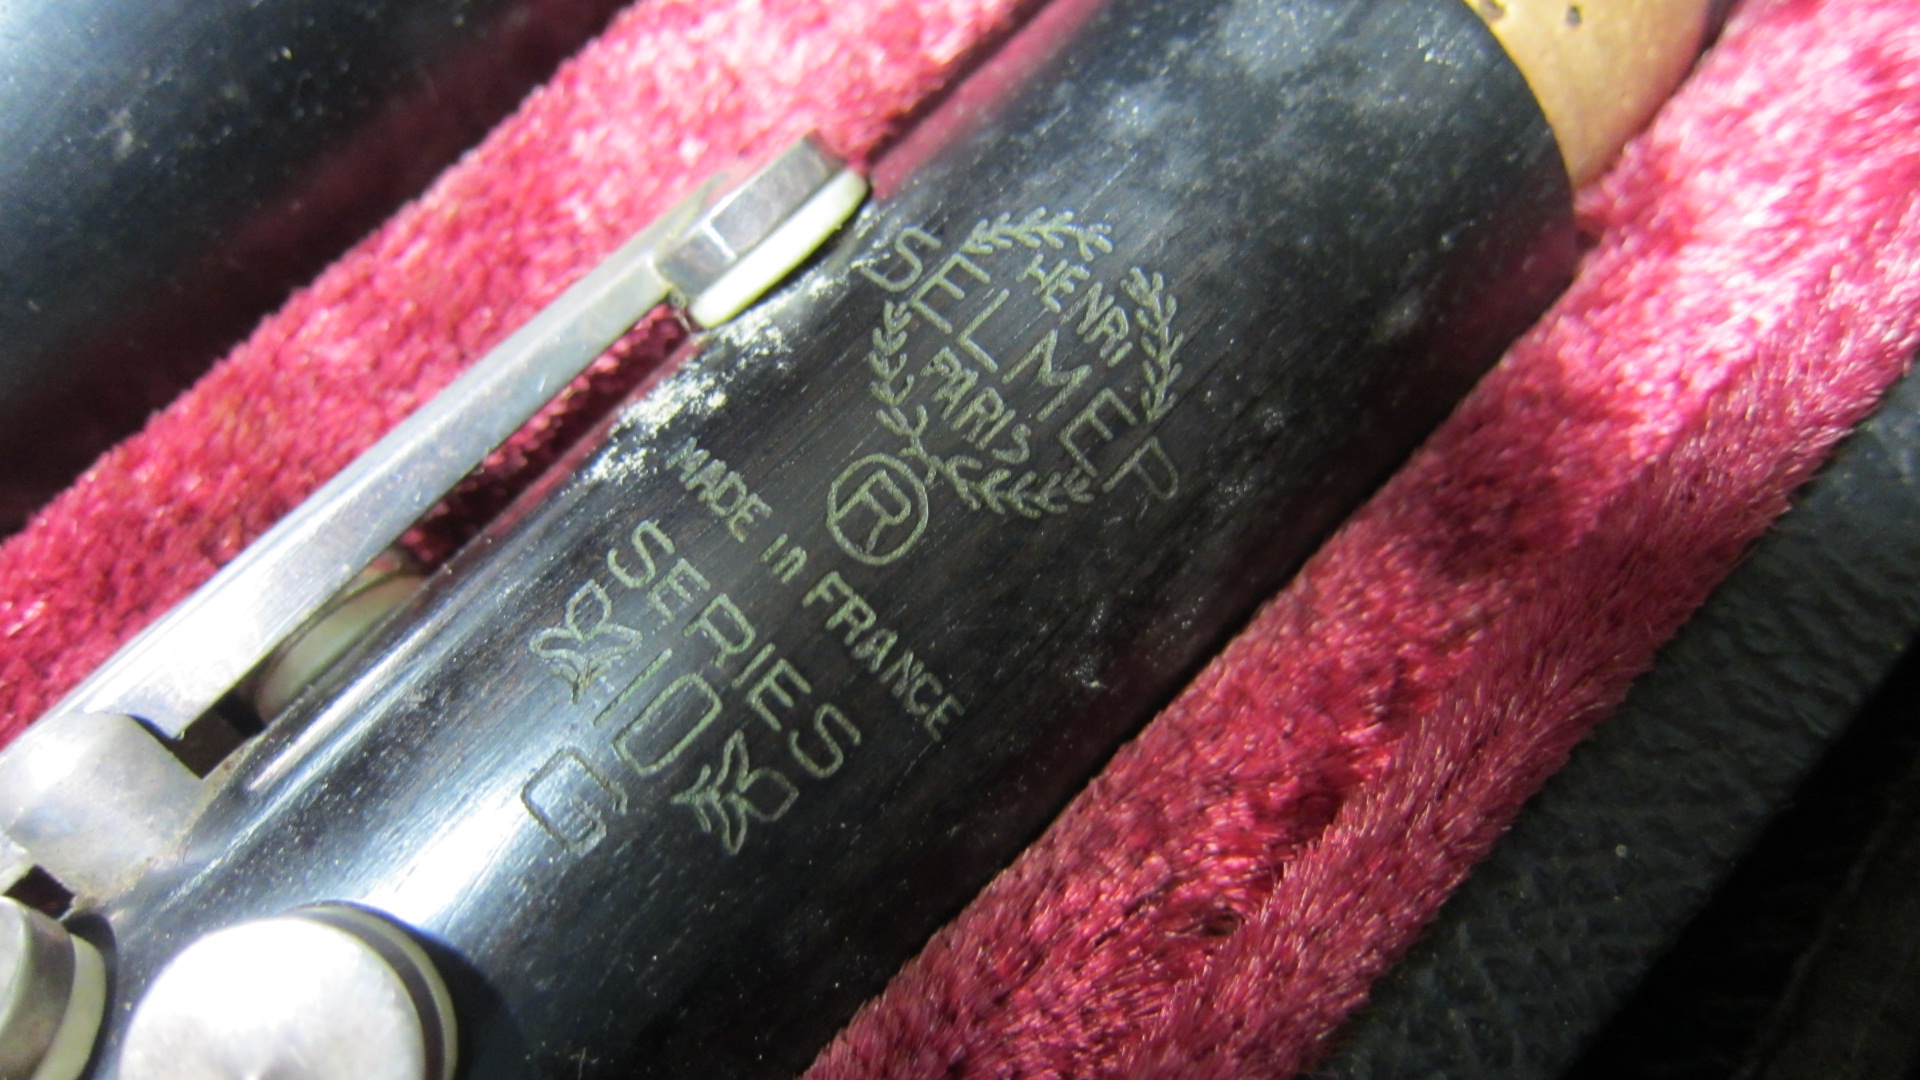 HENRI
SELMER
PARIS
®
MADE in FRANCE
SERIES
10
G